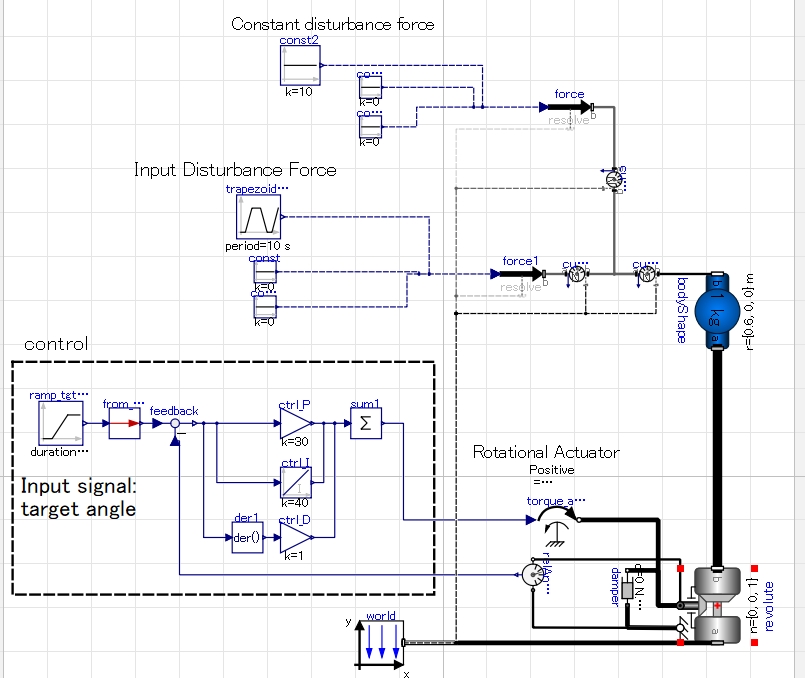 Constant disturbance force
const2
k=10
co...
k=0
co...
k=0
force
resolve
b
Input Disturbance Force
trapezoid...
period=10 s
const
k=0
co...
k=0
force1
resolve
b
cu...
cu...
cu...
b 1 kg a
bodyShape
r={0.6, 0, 0} m
control
ramp_tgt...
duration...
from_...
feedback
ctrl_P
k=30
sum1
Σ
ctrl_I
I
k=40
der1
der()
ctrl_D
k=1
Input signal:
target angle
Rotational Actuator
Positive
=...
torque_a...
relAn...
damper
b
a
n={0, 0, 1}
revolute
world
y
x